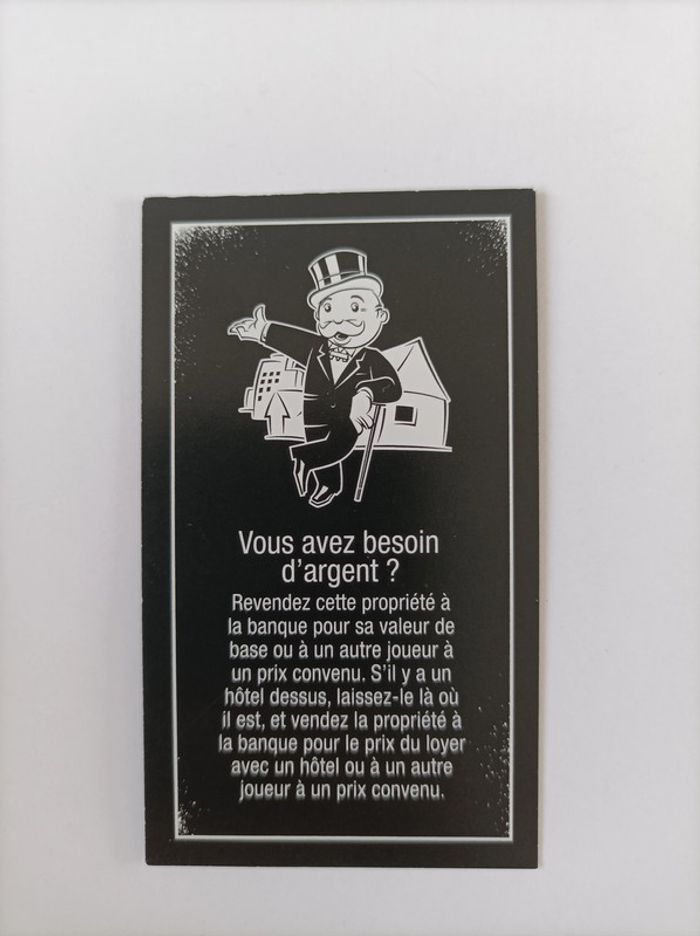 Vous avez besoin
d'argent ?
Revendez cette propriété à
la banque pour sa valeur de
base ou à un autre joueur à
un prix convenu. S'il y a un
hôtel dessus, laissez-le là où
il est, et vendez la propriété à
la banque pour le prix du loyer
avec un hôtel ou à un autre
joueur à un prix convenu.